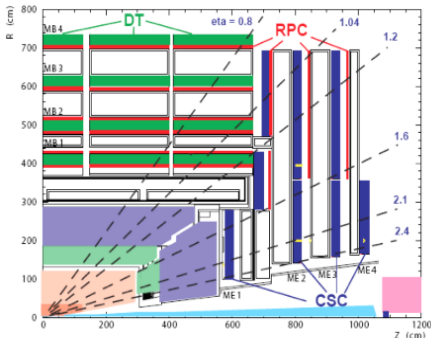 DT
eta = 0.8
RPC
1.04
1.2
1.6
2.1
2.4
R (cm)
800
700
600
500
400
300
200
100
0
MB 4
MB 3
MB 2
MB 1
ME 1
ME 2
ME 3
ME 4
CSC
0
200
400
600
800
1000
1200
Z (cm)